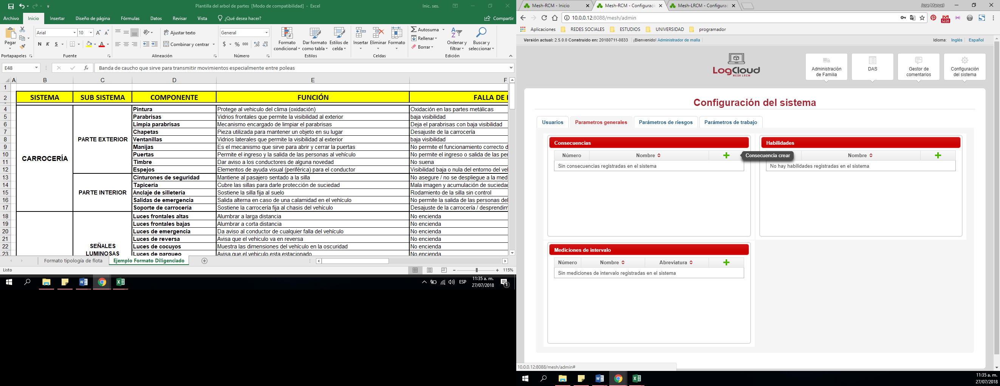 Plantilla del arbol de partes [Modo de compatibilidad] - Excel
Inic. ses.
Archivo Inicio Insertar Diseño de página Fórmulas Datos Revisar Vista ¿Qué desea hacer? Compartir
Pegar
Portapapeles
Arial 10
N K S
Fuente
Ajustar texto
Combinar y centrar
Alineación
General
$ % 000
Número
Formato condicional
Dar formato como tabla
Estilos de celda
Estilos
Insertar Eliminar Formato
Celdas
Autosuma
Rellenar
Borrar
Ordenar y filtrar
Buscar y seleccionar
Edición
E48 fx Banda de caucho que sirve para transmitir movimientos especialmente entre poleas
A B C D E F
1
2 SISTEMA SUB SISTEMA COMPONENTE FUNCIÓN FALLA DE
4 Pintura Protege al vehiculo del clima (oxidación) Oxidación en las partes metálicas
5 Parabrisas Vidrios frontales que permite la visibilidad al exterior baja visibilidad
6 Limpia parabrisas Mecanismo encargado de limpiar el parabrisas Deja el parabrisas con baja visibilidad
7 Chapetas Pieza utilizada para mantener un objeto en su lugar Desajuste de la carrocería
8 PARTE EXTERIOR Ventanillas Vidrios laterales que permite la visibilidad al exterior baja visibilidad
9 Manijas Es el mecanismo que sirve para abrir y cerrar la puertas No permite el funcionamiento correcto d
10 Puertas Permite el ingreso y la salida de las personas al vehículo No permite el ingreso o salida de las per
CARROCERÍA
11 Timbre Dar aviso a los conductores de alguna novedad No suena
12 Espejos Elementos de ayuda visual (periférica) para el conductor Visibilidad baja o nula del entorno del veh
13 Cinturones de seguridad Mantiene al pasajero sentado a la silla No asegure / no se despliegue a la med
14 Tapicería Cubre las sillas para darle protección de suciedad Mala imagen y acumulación de suciedad
15 PARTE INTERIOR Anclaje de silletería Sostiene la silla fija al suelo Rodamiento de la silla sin control
16 Salidas de emergencia Salida alterna en caso de una calamidad en el vehículo No permite la salida de las personas del
17 Soporte de carrocería Sostiene la carrocería fija al chasis del vehículo Desajuste de la carrocería / desprendim
18 Luces frontales altas Alumbrar a larga distancia No encienda
19 Luces frontales bajas Alumbrar a corta distancia No encienda
20 Luces de emergencia Da aviso al conductor de cualquier falla del vehículo No encienda
21 Luces de reversa Avisa que el vehiculo va en reversa No encienda
22 SEÑALES Luces de cocuyos Muestra las dimensiones del vehículo en la oscuridad No encienda
23 LUMINOSAS Luces de parqueo Avisa que el vehiculo esta estacionado No encienda
Formato tipología de flota Ejemplo Formato Diligenciado
Listo 115%
ESP
11:35 a. m.
27/07/2018
1
Mesh-RCM - Inicio Mesh-RCM - Configuraci Mesh-LRCM - Configurac
Jose Manuel
10.0.0.12:8088/mesh/admin
5226
Aplicaciones REDES SOCIALES ESTUDIOS UNIVERSIDAD programador
Versión actual: 2.5.0.0 Construido en: 20180711-0833 ¡Bienvenido! Administrador de malla
Idioma: Inglés Español
LogCloud
MESH LRCM
Administración de Familia
DAS
Gestor de comentarios
Configuración del sistema
Configuración del sistema
Usuarios Parametros generales Parámetros de riesgos Parámetros de trabajo
Consecuencias
Número Nombre
Consecuencia crear
Sin consecuencias registradas en el sistema
Habilidades
Nombre
No hay habilidades registradas en el sistema
Mediciones de intervalo
Número Nombre Abreviatura
Sin mediciones de intervalo registradas en el sistema
10.0.0.12:8088/mesh/admin#
11:35 a. m.
27/07/2018